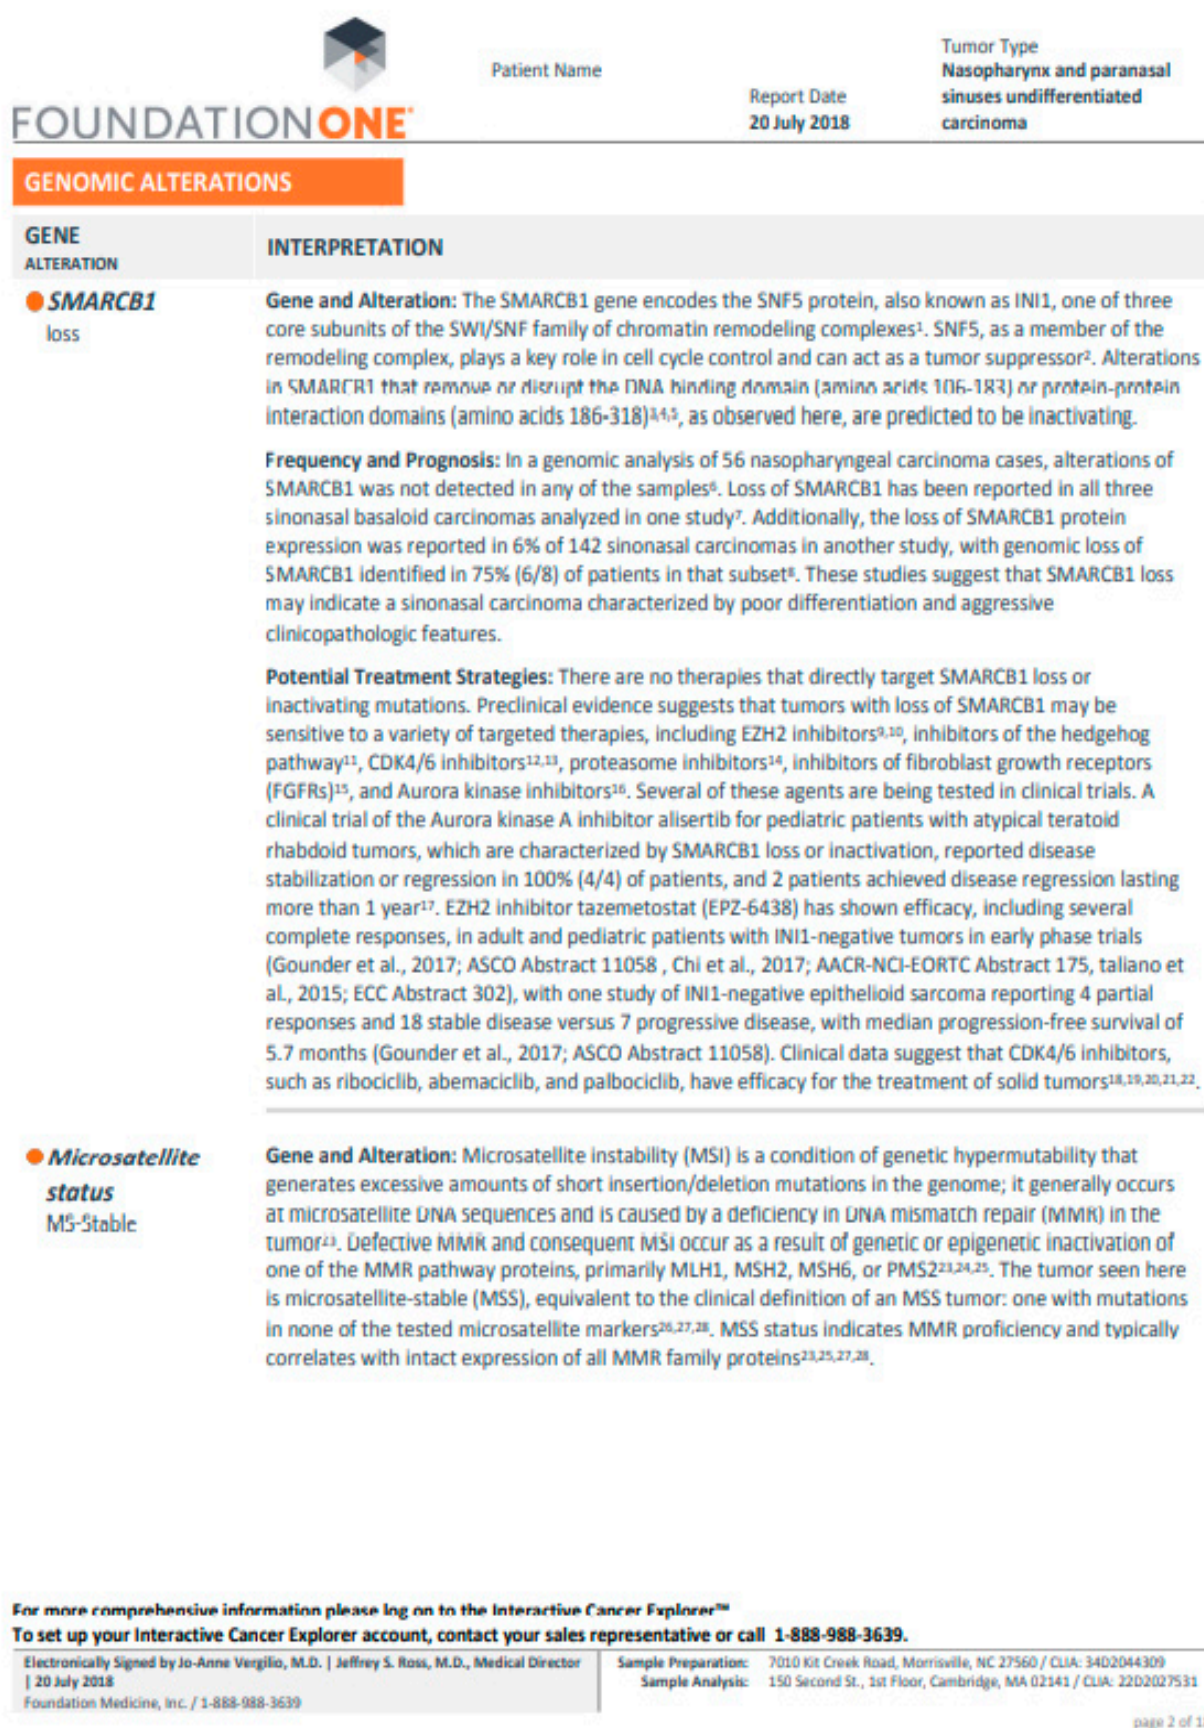 FOUNDATIONONE®
Patient Name
Report Date
20 July 2018
Tumor Type
Nasopharynx and paranasal
sinuses undifferentiated
carcinoma
GENOMIC ALTERATIONS
GENE
ALTERATION
INTERPRETATION
SMARCB1
loss
Gene and Alteration: The SMARCB1 gene encodes the SNF5 protein, also known as INI1, one of three
core subunits of the SWI/SNF family of chromatin remodeling complexes¹. SNF5, as a member of the
remodeling complex, plays a key role in cell cycle control and can act as a tumor suppressor². Alterations
in SMARCB1 that remove or disrupt the DNA binding domain (amino acids 106-183) or protein-protein
interaction domains (amino acids 186-318)³,⁴,⁵, as observed here, are predicted to be inactivating.
Frequency and Prognosis: In a genomic analysis of 56 nasopharyngeal carcinoma cases, alterations of
SMARCB1 was not detected in any of the samples⁶. Loss of SMARCB1 has been reported in all three
sinonasal basaloid carcinomas analyzed in one study⁷. Additionally, the loss of SMARCB1 protein
expression was reported in 6% of 142 sinonasal carcinomas in another study, with genomic loss of
SMARCB1 identified in 75% (6/8) of patients in that subset⁸. These studies suggest that SMARCB1 loss
may indicate a sinonasal carcinoma characterized by poor differentiation and aggressive
clinicopathologic features.
Potential Treatment Strategies: There are no therapies that directly target SMARCB1 loss or
inactivating mutations. Preclinical evidence suggests that tumors with loss of SMARCB1 may be
sensitive to a variety of targeted therapies, including EZH2 inhibitors⁹,¹⁰, inhibitors of the hedgehog
pathway¹¹, CDK4/6 inhibitors¹²,¹³, proteasome inhibitors¹⁴, inhibitors of fibroblast growth receptors
(FGFRs)¹⁵, and Aurora kinase inhibitors¹⁶. Several of these agents are being tested in clinical trials. A
clinical trial of the Aurora kinase A inhibitor alisertib for pediatric patients with atypical teratoid
rhabdoid tumors, which are characterized by SMARCB1 loss or inactivation, reported disease
stabilization or regression in 100% (4/4) of patients, and 2 patients achieved disease regression lasting
more than 1 year¹⁷. EZH2 inhibitor tazemetostat (EPZ-6438) has shown efficacy, including several
complete responses, in adult and pediatric patients with INI1-negative tumors in early phase trials
(Gounder et al., 2017; ASCO Abstract 11058 , Chi et al., 2017; AACR-NCI-EORTC Abstract 175, taliano et
al., 2015; ECC Abstract 302), with one study of INI1-negative epithelioid sarcoma reporting 4 partial
responses and 18 stable disease versus 7 progressive disease, with median progression-free survival of
5.7 months (Gounder et al., 2017; ASCO Abstract 11058). Clinical data suggest that CDK4/6 inhibitors,
such as ribociclib, abemaciclib, and palbociclib, have efficacy for the treatment of solid tumors¹⁸,¹⁹,²⁰,²¹,²².
Microsatellite
status
MS-Stable
Gene and Alteration: Microsatellite instability (MSI) is a condition of genetic hypermutability that
generates excessive amounts of short insertion/deletion mutations in the genome; it generally occurs
at microsatellite DNA sequences and is caused by a deficiency in DNA mismatch repair (MMR) in the
tumor²³. Defective MMR and consequent MSI occur as a result of genetic or epigenetic inactivation of
one of the MMR pathway proteins, primarily MLH1, MSH2, MSH6, or PMS2²³,²⁴,²⁵. The tumor seen here
is microsatellite-stable (MSS), equivalent to the clinical definition of an MSS tumor: one with mutations
in none of the tested microsatellite markers²⁶,²⁷,²⁸. MSS status indicates MMR proficiency and typically
correlates with intact expression of all MMR family proteins²³,²⁵,²⁷,²⁸.
For more comprehensive information please log on to the Interactive Cancer Explorer™
To set up your Interactive Cancer Explorer account, contact your sales representative or call 1-888-988-3639.
Electronically Signed by Jo-Anne Vergilio, M.D. | Jeffrey S. Ross, M.D., Medical Director
| 20 July 2018
Foundation Medicine, Inc. / 1-888-988-3639
Sample Preparation: 7010 Kit Creek Road, Morrisville, NC 27560 / CLIA: 34D2044309
Sample Analysis: 150 Second St., 1st Floor, Cambridge, MA 02141 / CLIA: 22D2027531
page 2 of